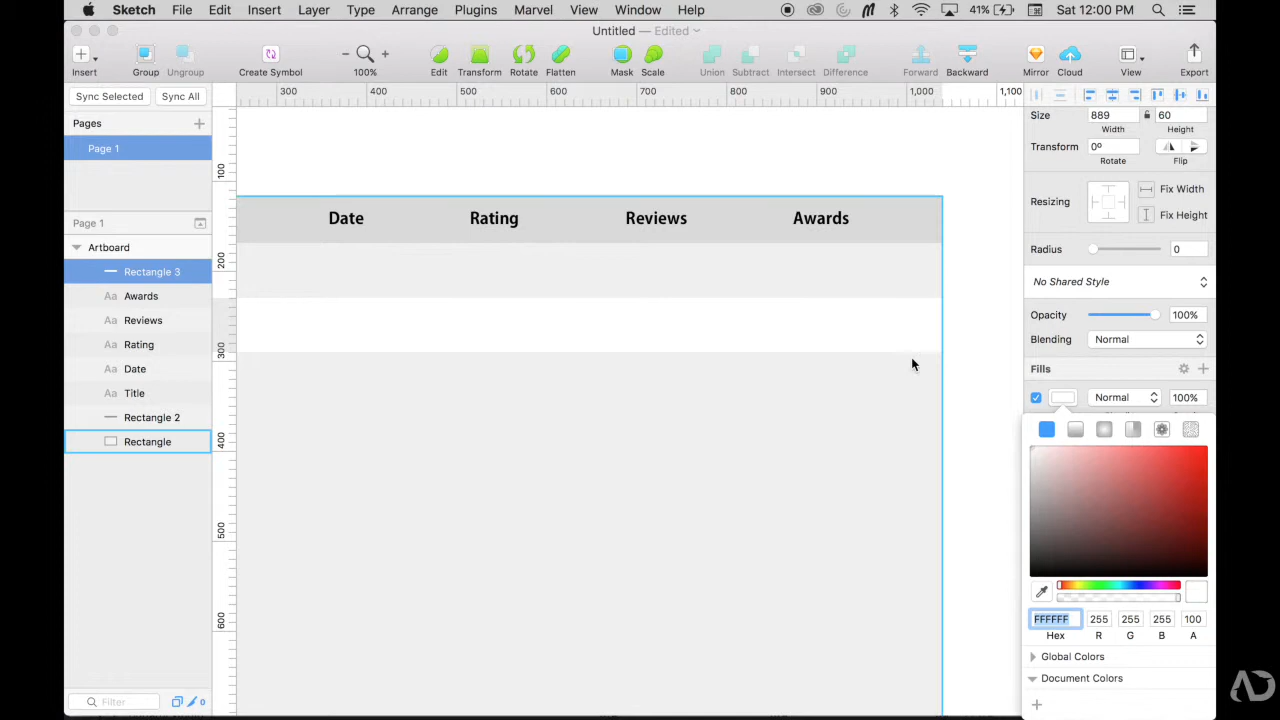 Sketch File Edit Insert Layer Type Arrange Plugins Marvel View Window Help 41% Sat 12:00 PM
Untitled — Edited
Insert Group Ungroup Create Symbol 100% Edit Transform Rotate Flatten Mask Scale Union Subtract Intersect Difference Forward Backward Mirror Cloud View Export
Sync Selected Sync All
300 400 500 600 700 800 900 1,000 1,100
Pages
Page 1
Page 1
Artboard
Rectangle 3
Aa Awards
Aa Reviews
Aa Rating
Aa Date
Aa Title
Rectangle 2
Rectangle
Filter 0
100
200
300
400
500
600
Date Rating Reviews Awards
Size 889 60
Width Height
Transform 0º
Rotate Flip
Resizing Fix Width
Fix Height
Radius 0
No Shared Style
Opacity 100%
Blending Normal
Fills
Normal 100%
FFFFFF 255 255 255 100
Hex R G B A
Global Colors
Document Colors